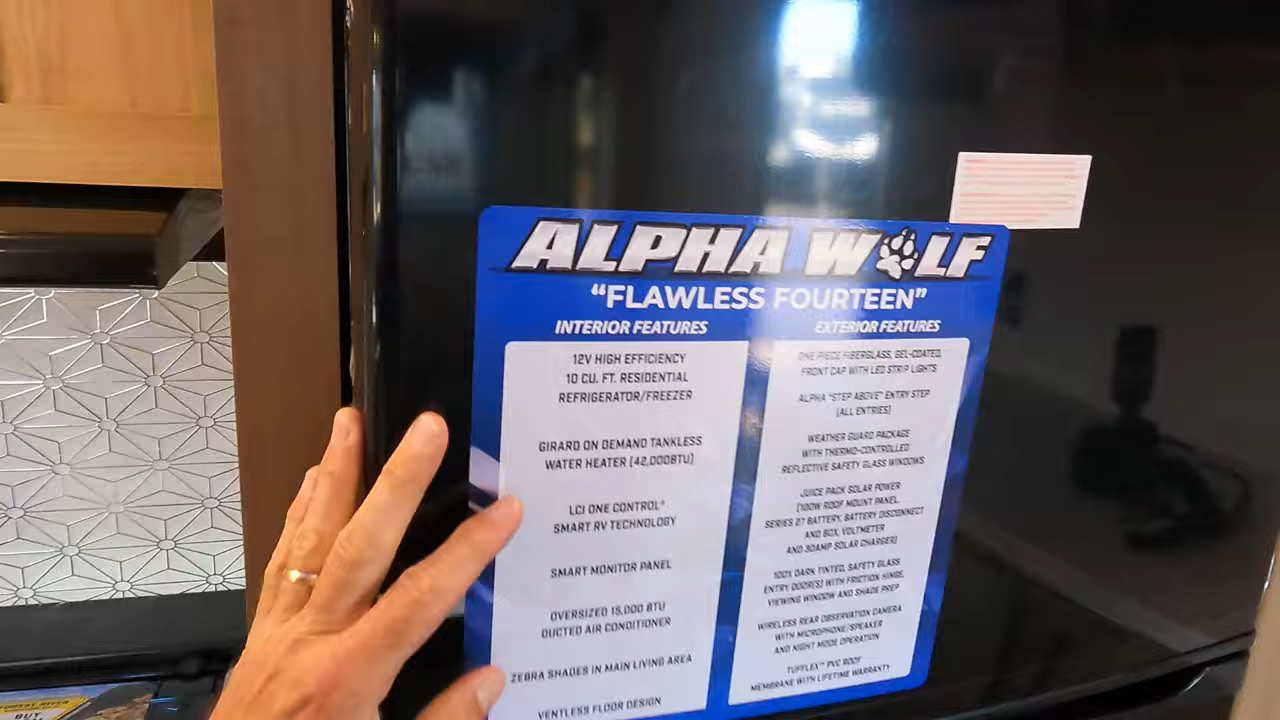 ALPHA WOLF
“FLAWLESS FOURTEEN”
INTERIOR FEATURES
12V HIGH EFFICIENCY
10 CU. FT. RESIDENTIAL
REFRIGERATOR/FREEZER
GIRARD ON DEMAND TANKLESS
WATER HEATER (42,000BTU)
LCI ONE CONTROL®
SMART RV TECHNOLOGY
SMART MONITOR PANEL
OVERSIZED 15,000 BTU
DUCTED AIR CONDITIONER
ZEBRA SHADES IN MAIN LIVING AREA
VENTLESS FLOOR DESIGN
EXTERIOR FEATURES
ONE PIECE FIBERGLASS, GEL-COATED,
FRONT CAP WITH LED STRIP LIGHTS
ALPHA “STEP ABOVE” ENTRY STEP
(ALL ENTRIES)
WEATHER GUARD PACKAGE
WITH THERMO-CONTROLLED
REFLECTIVE SAFETY GLASS WINDOWS
JUICE PACK SOLAR POWER
(100W ROOF MOUNT PANEL
SERIES 27 BATTERY, BATTERY DISCONNECT
AND BOX, VOLTMETER
AND 30AMP SOLAR CHARGER)
100% DARK TINTED, SAFETY GLASS
ENTRY DOOR(S) WITH FRICTION HINGE,
VIEWING WINDOW AND SHADE PREP
WIRELESS REAR OBSERVATION CAMERA
WITH MICROPHONE/SPEAKER
AND NIGHT MODE OPERATION
TUFFLEX™ PVC ROOF
MEMBRANE WITH LIFETIME WARRANTY
FOREST RIVER
BUY